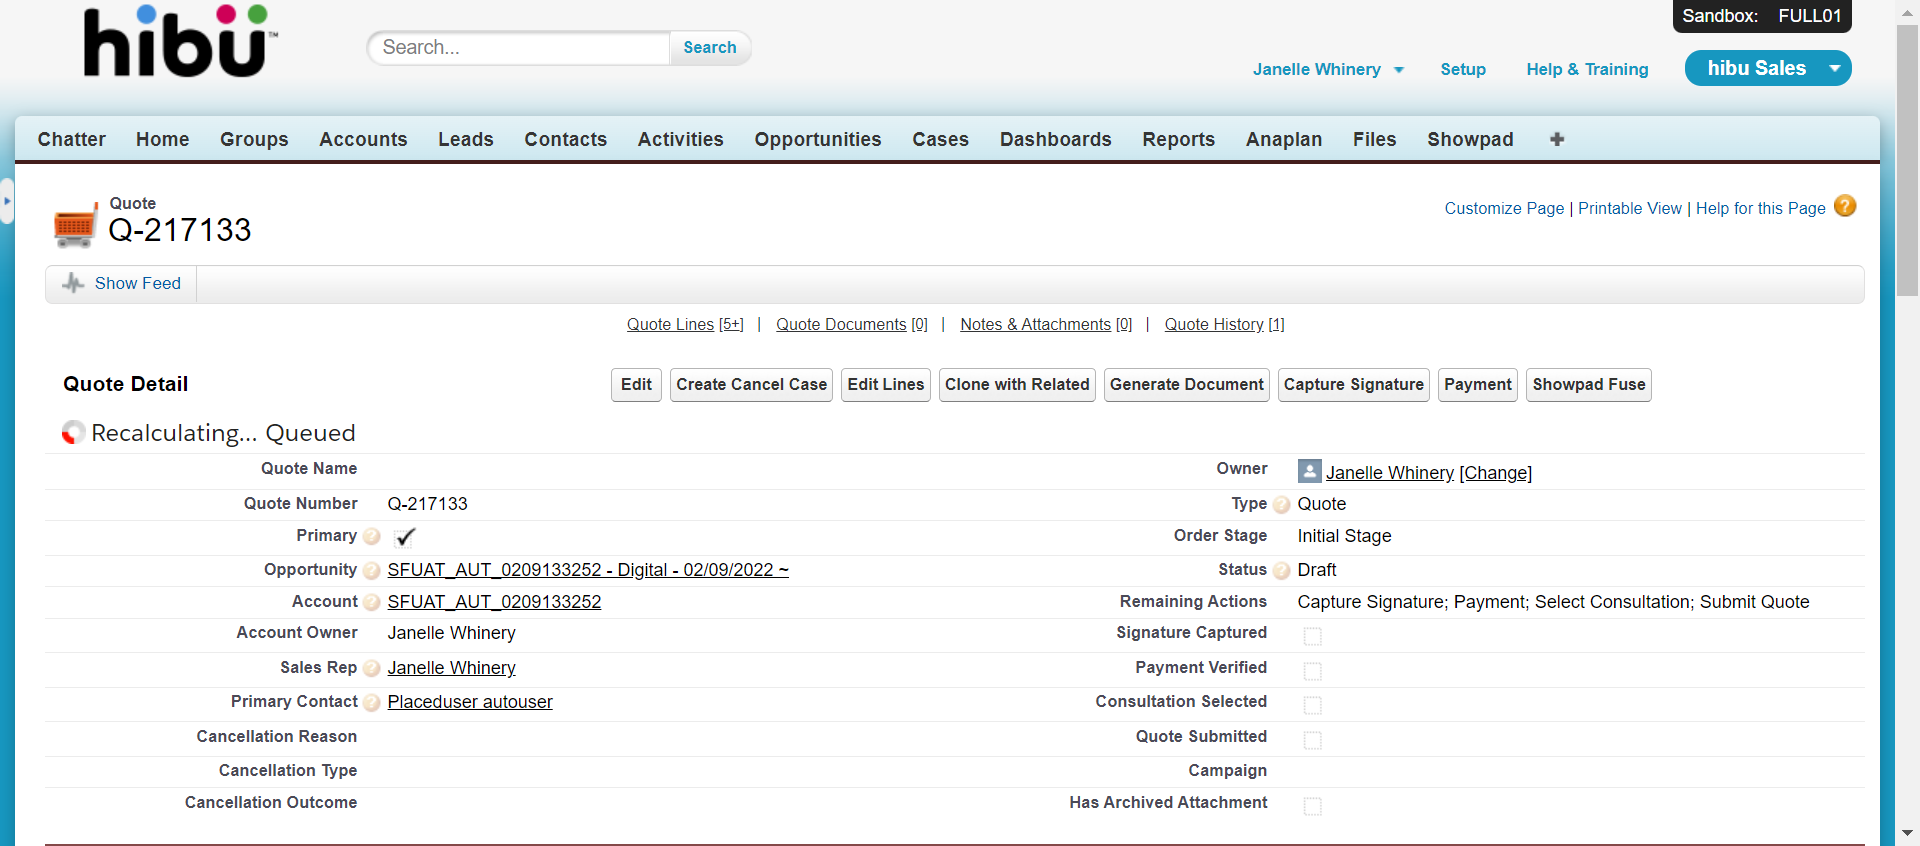 Sandbox: FULL01
hibü™
Search...
Search
Janelle Whinery
Setup
Help & Training
hibu Sales
Chatter Home Groups Accounts Leads Contacts Activities Opportunities Cases Dashboards Reports Anaplan Files Showpad
Quote
Q-217133
Customize Page | Printable View | Help for this Page
Show Feed
Quote Lines [5+] | Quote Documents [0] | Notes & Attachments [0] | Quote History [1]
Quote Detail
Edit Create Cancel Case Edit Lines Clone with Related Generate Document Capture Signature Payment Showpad Fuse
Recalculating... Queued
Quote Name
Owner Janelle Whinery [Change]
Quote Number Q-217133
Type Quote
Primary
Order Stage Initial Stage
Opportunity SFUAT_AUT_0209133252 - Digital - 02/09/2022 ~
Status Draft
Account SFUAT_AUT_0209133252
Remaining Actions Capture Signature; Payment; Select Consultation; Submit Quote
Account Owner Janelle Whinery
Signature Captured
Sales Rep Janelle Whinery
Payment Verified
Primary Contact Placeduser autouser
Consultation Selected
Cancellation Reason
Quote Submitted
Cancellation Type
Campaign
Cancellation Outcome
Has Archived Attachment